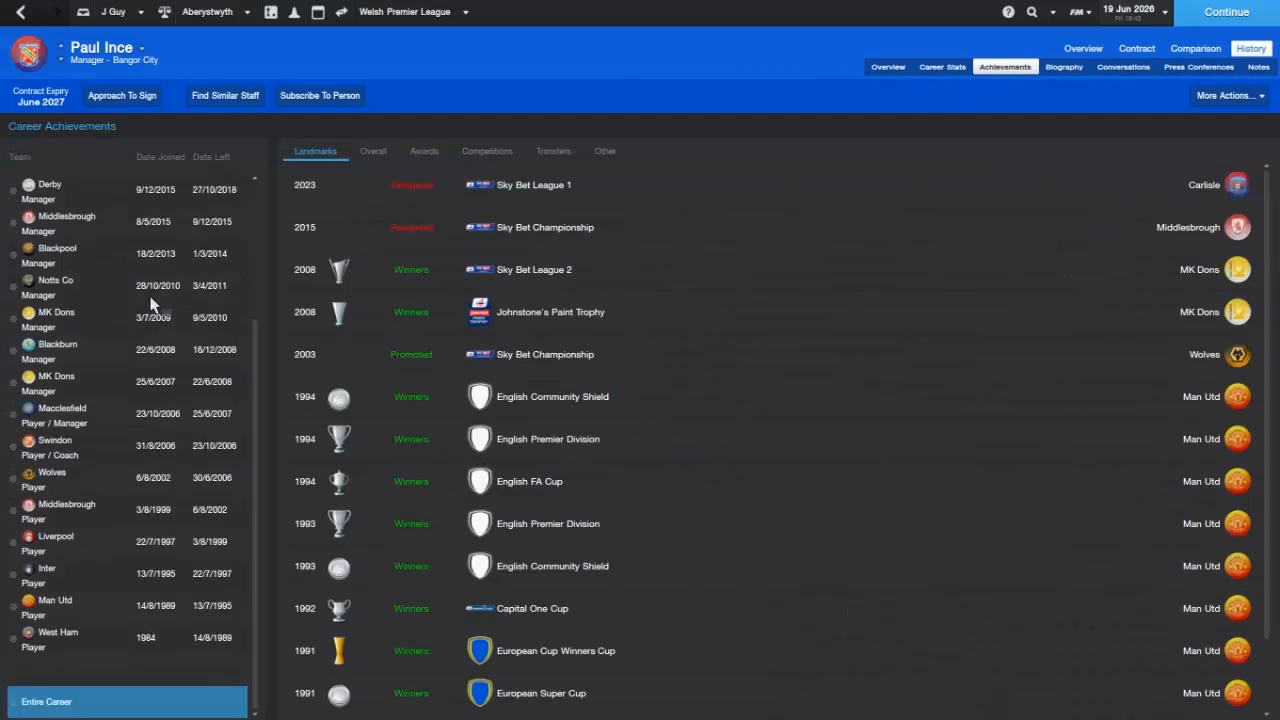 J Guy
Aberystwyth
Welsh Premier League
FM
19 Jun 2026
Fri 18:45
Continue
Paul Ince
Manager - Bangor City
Overview Contract Comparison History
Overview Career Stats Achievements Biography Conversations Press Conferences Notes
Contract Expiry
June 2027
Approach To Sign Find Similar Staff Subscribe To Person More Actions...
Career Achievements
Team Date Joined Date Left
Derby
Manager 9/12/2015 27/10/2018
Middlesbrough
Manager 8/5/2015 9/12/2015
Blackpool
Manager 18/2/2013 1/3/2014
Notts Co
Manager 28/10/2010 3/4/2011
MK Dons
Manager 3/7/2009 9/5/2010
Blackburn
Manager 22/6/2008 16/12/2008
MK Dons
Manager 25/6/2007 22/6/2008
Macclesfield
Player / Manager 23/10/2006 25/6/2007
Swindon
Player / Coach 31/8/2006 23/10/2006
Wolves
Player 6/8/2002 30/6/2006
Middlesbrough
Player 3/8/1999 6/8/2002
Liverpool
Player 22/7/1997 3/8/1999
Inter
Player 13/7/1995 22/7/1997
Man Utd
Player 14/8/1989 13/7/1995
West Ham
Player 1984 14/8/1989
Entire Career
Landmarks Overall Awards Competitions Transfers Other
2023 Relegated Sky Bet League 1 Carlisle
2015 Relegated Sky Bet Championship Middlesbrough
2008 Winners Sky Bet League 2 MK Dons
2008 Winners Johnstone's Paint Trophy MK Dons
2003 Promoted Sky Bet Championship Wolves
1994 Winners English Community Shield Man Utd
1994 Winners English Premier Division Man Utd
1994 Winners English FA Cup Man Utd
1993 Winners English Premier Division Man Utd
1993 Winners English Community Shield Man Utd
1992 Winners Capital One Cup Man Utd
1991 Winners European Cup Winners Cup Man Utd
1991 Winners European Super Cup Man Utd